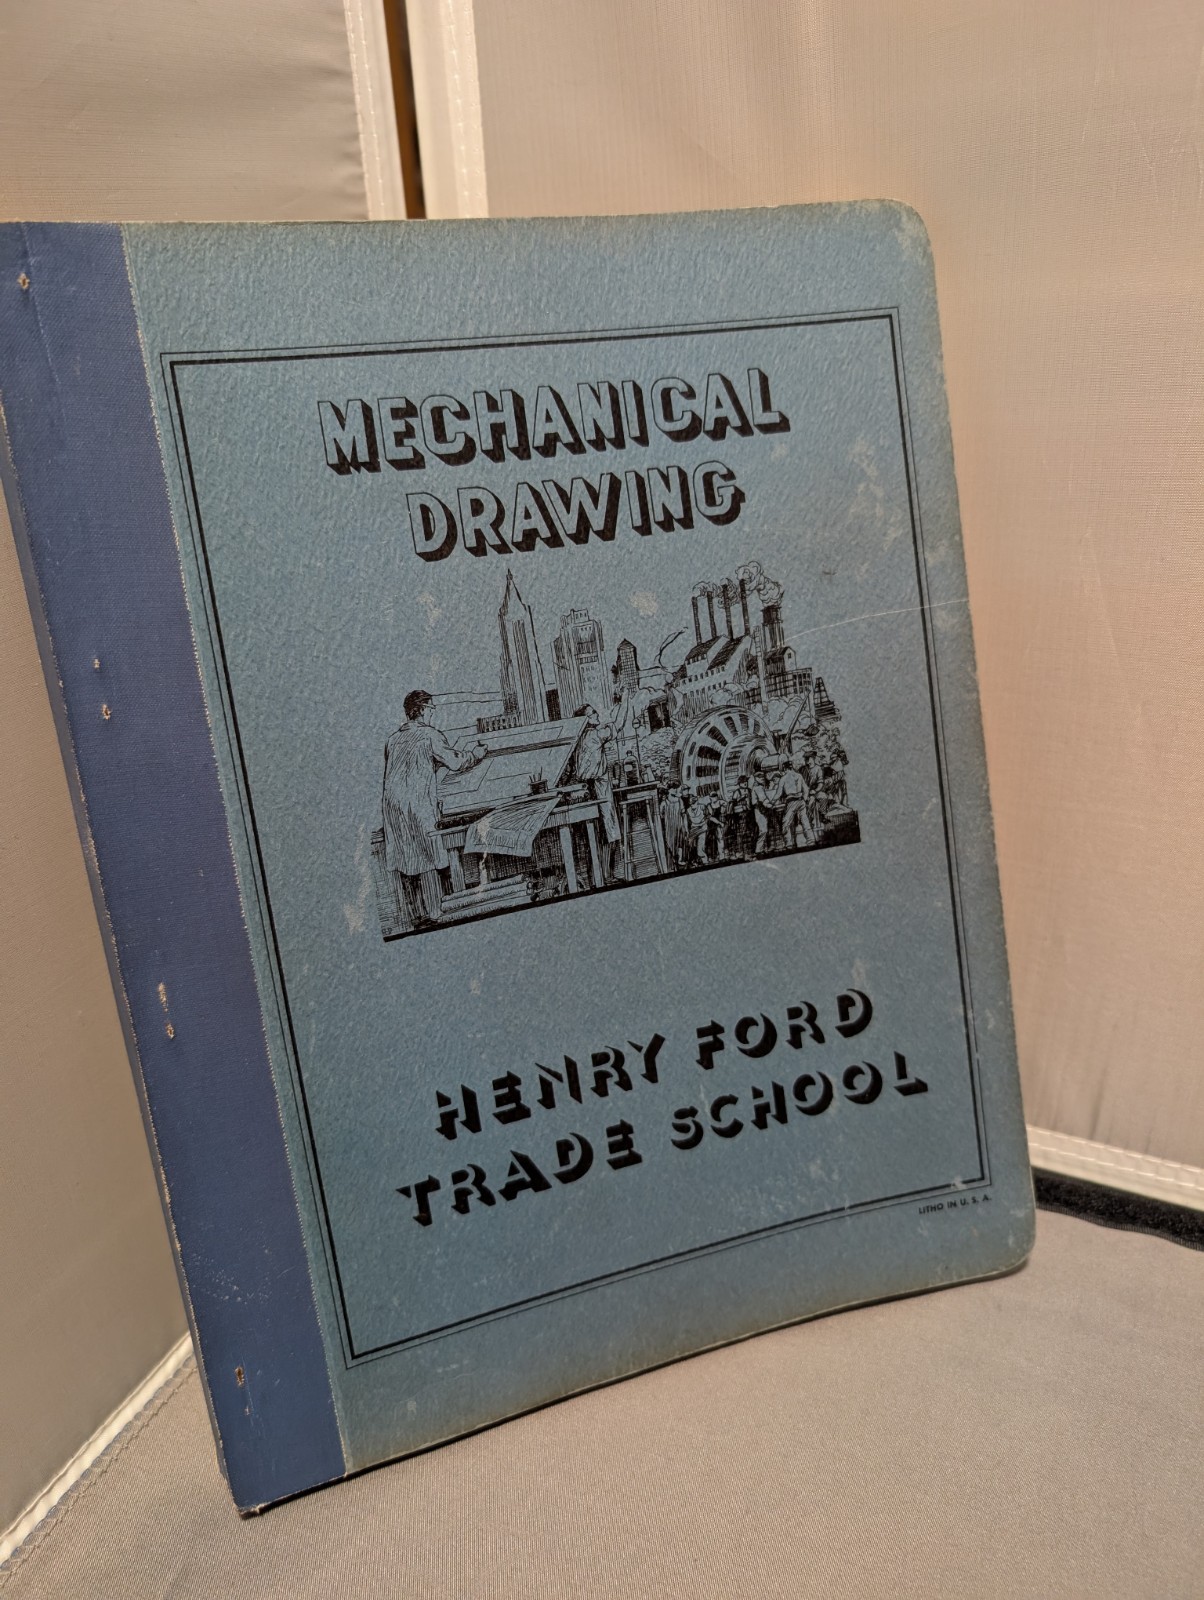 MECHANICAL
DRAWING
HENRY FORD
TRADE SCHOOL
LITHO IN U. S. A.